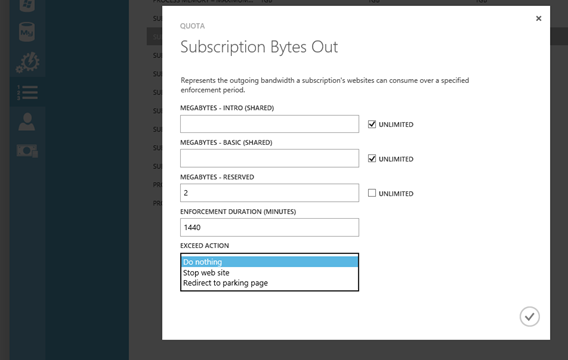 QUOTA
Subscription Bytes Out
Represents the outgoing bandwidth a subscription's websites can consume over a specified
enforcement period.
MEGABYTES - INTRO (SHARED)
UNLIMITED
MEGABYTES - BASIC (SHARED)
UNLIMITED
MEGABYTES - RESERVED
2
UNLIMITED
ENFORCEMENT DURATION (MINUTES)
1440
EXCEED ACTION
Do nothing
Stop web site
Redirect to parking page